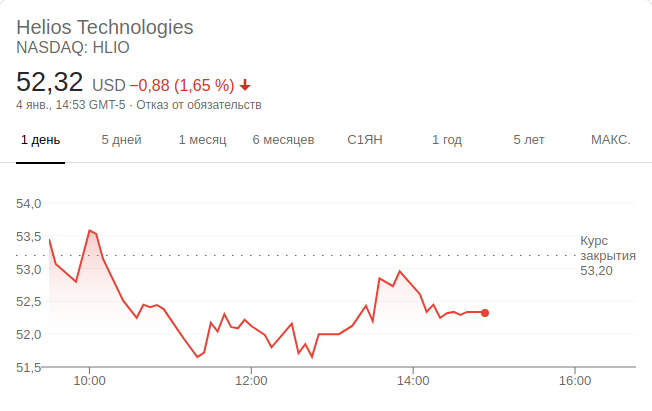 Helios Technologies
NASDAQ: HLIO
52,32 USD −0,88 (1,65 %)
4 янв., 14:53 GMT-5 · Отказ от обязательств
1 день 5 дней 1 месяц 6 месяцев С1ЯН 1 год 5 лет МАКС.
54,0
53,5
53,0
52,5
52,0
51,5
Курс
закрытия
53,20
10:00 12:00 14:00 16:00